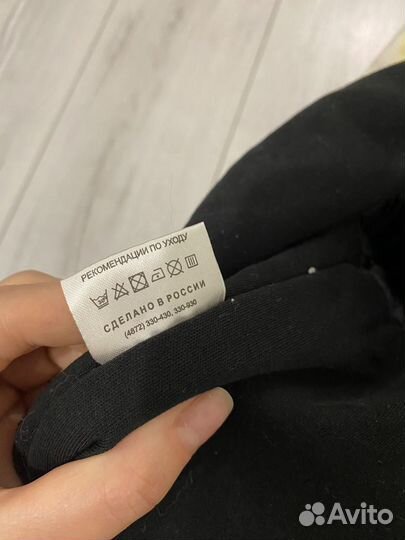 РЕКОМЕНДАЦИИ ПО УХОДУ
СДЕЛАНО В РОССИИ
(4872) 330-430, 330-930
Avito